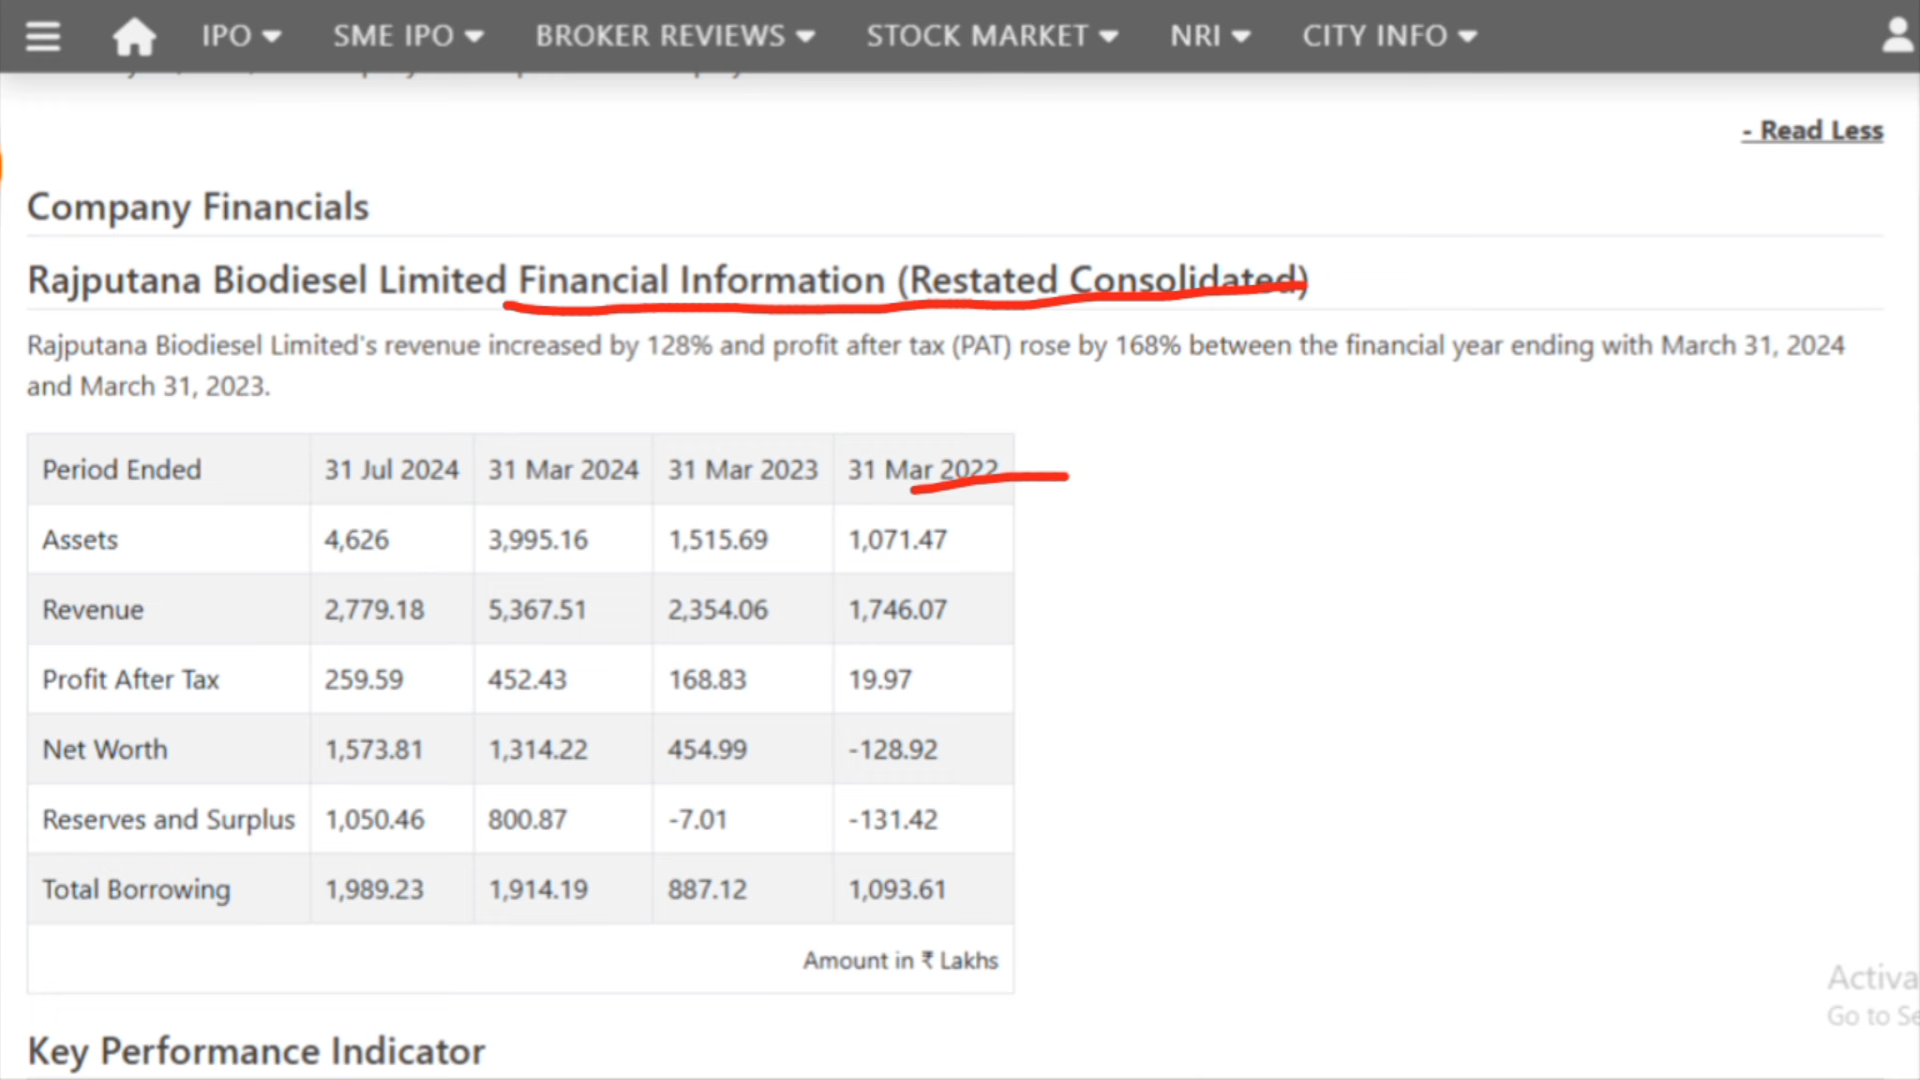 IPO SME IPO BROKER REVIEWS STOCK MARKET NRI CITY INFO
- Read Less
Company Financials
Rajputana Biodiesel Limited Financial Information (Restated Consolidated)
Rajputana Biodiesel Limited's revenue increased by 128% and profit after tax (PAT) rose by 168% between the financial year ending with March 31, 2024
and March 31, 2023.
Period Ended 31 Jul 2024 31 Mar 2024 31 Mar 2023 31 Mar 2022
Assets 4,626 3,995.16 1,515.69 1,071.47
Revenue 2,779.18 5,367.51 2,354.06 1,746.07
Profit After Tax 259.59 452.43 168.83 19.97
Net Worth 1,573.81 1,314.22 454.99 -128.92
Reserves and Surplus 1,050.46 800.87 -7.01 -131.42
Total Borrowing 1,989.23 1,914.19 887.12 1,093.61
Amount in ₹ Lakhs
Activa
Go to Se
Key Performance Indicator